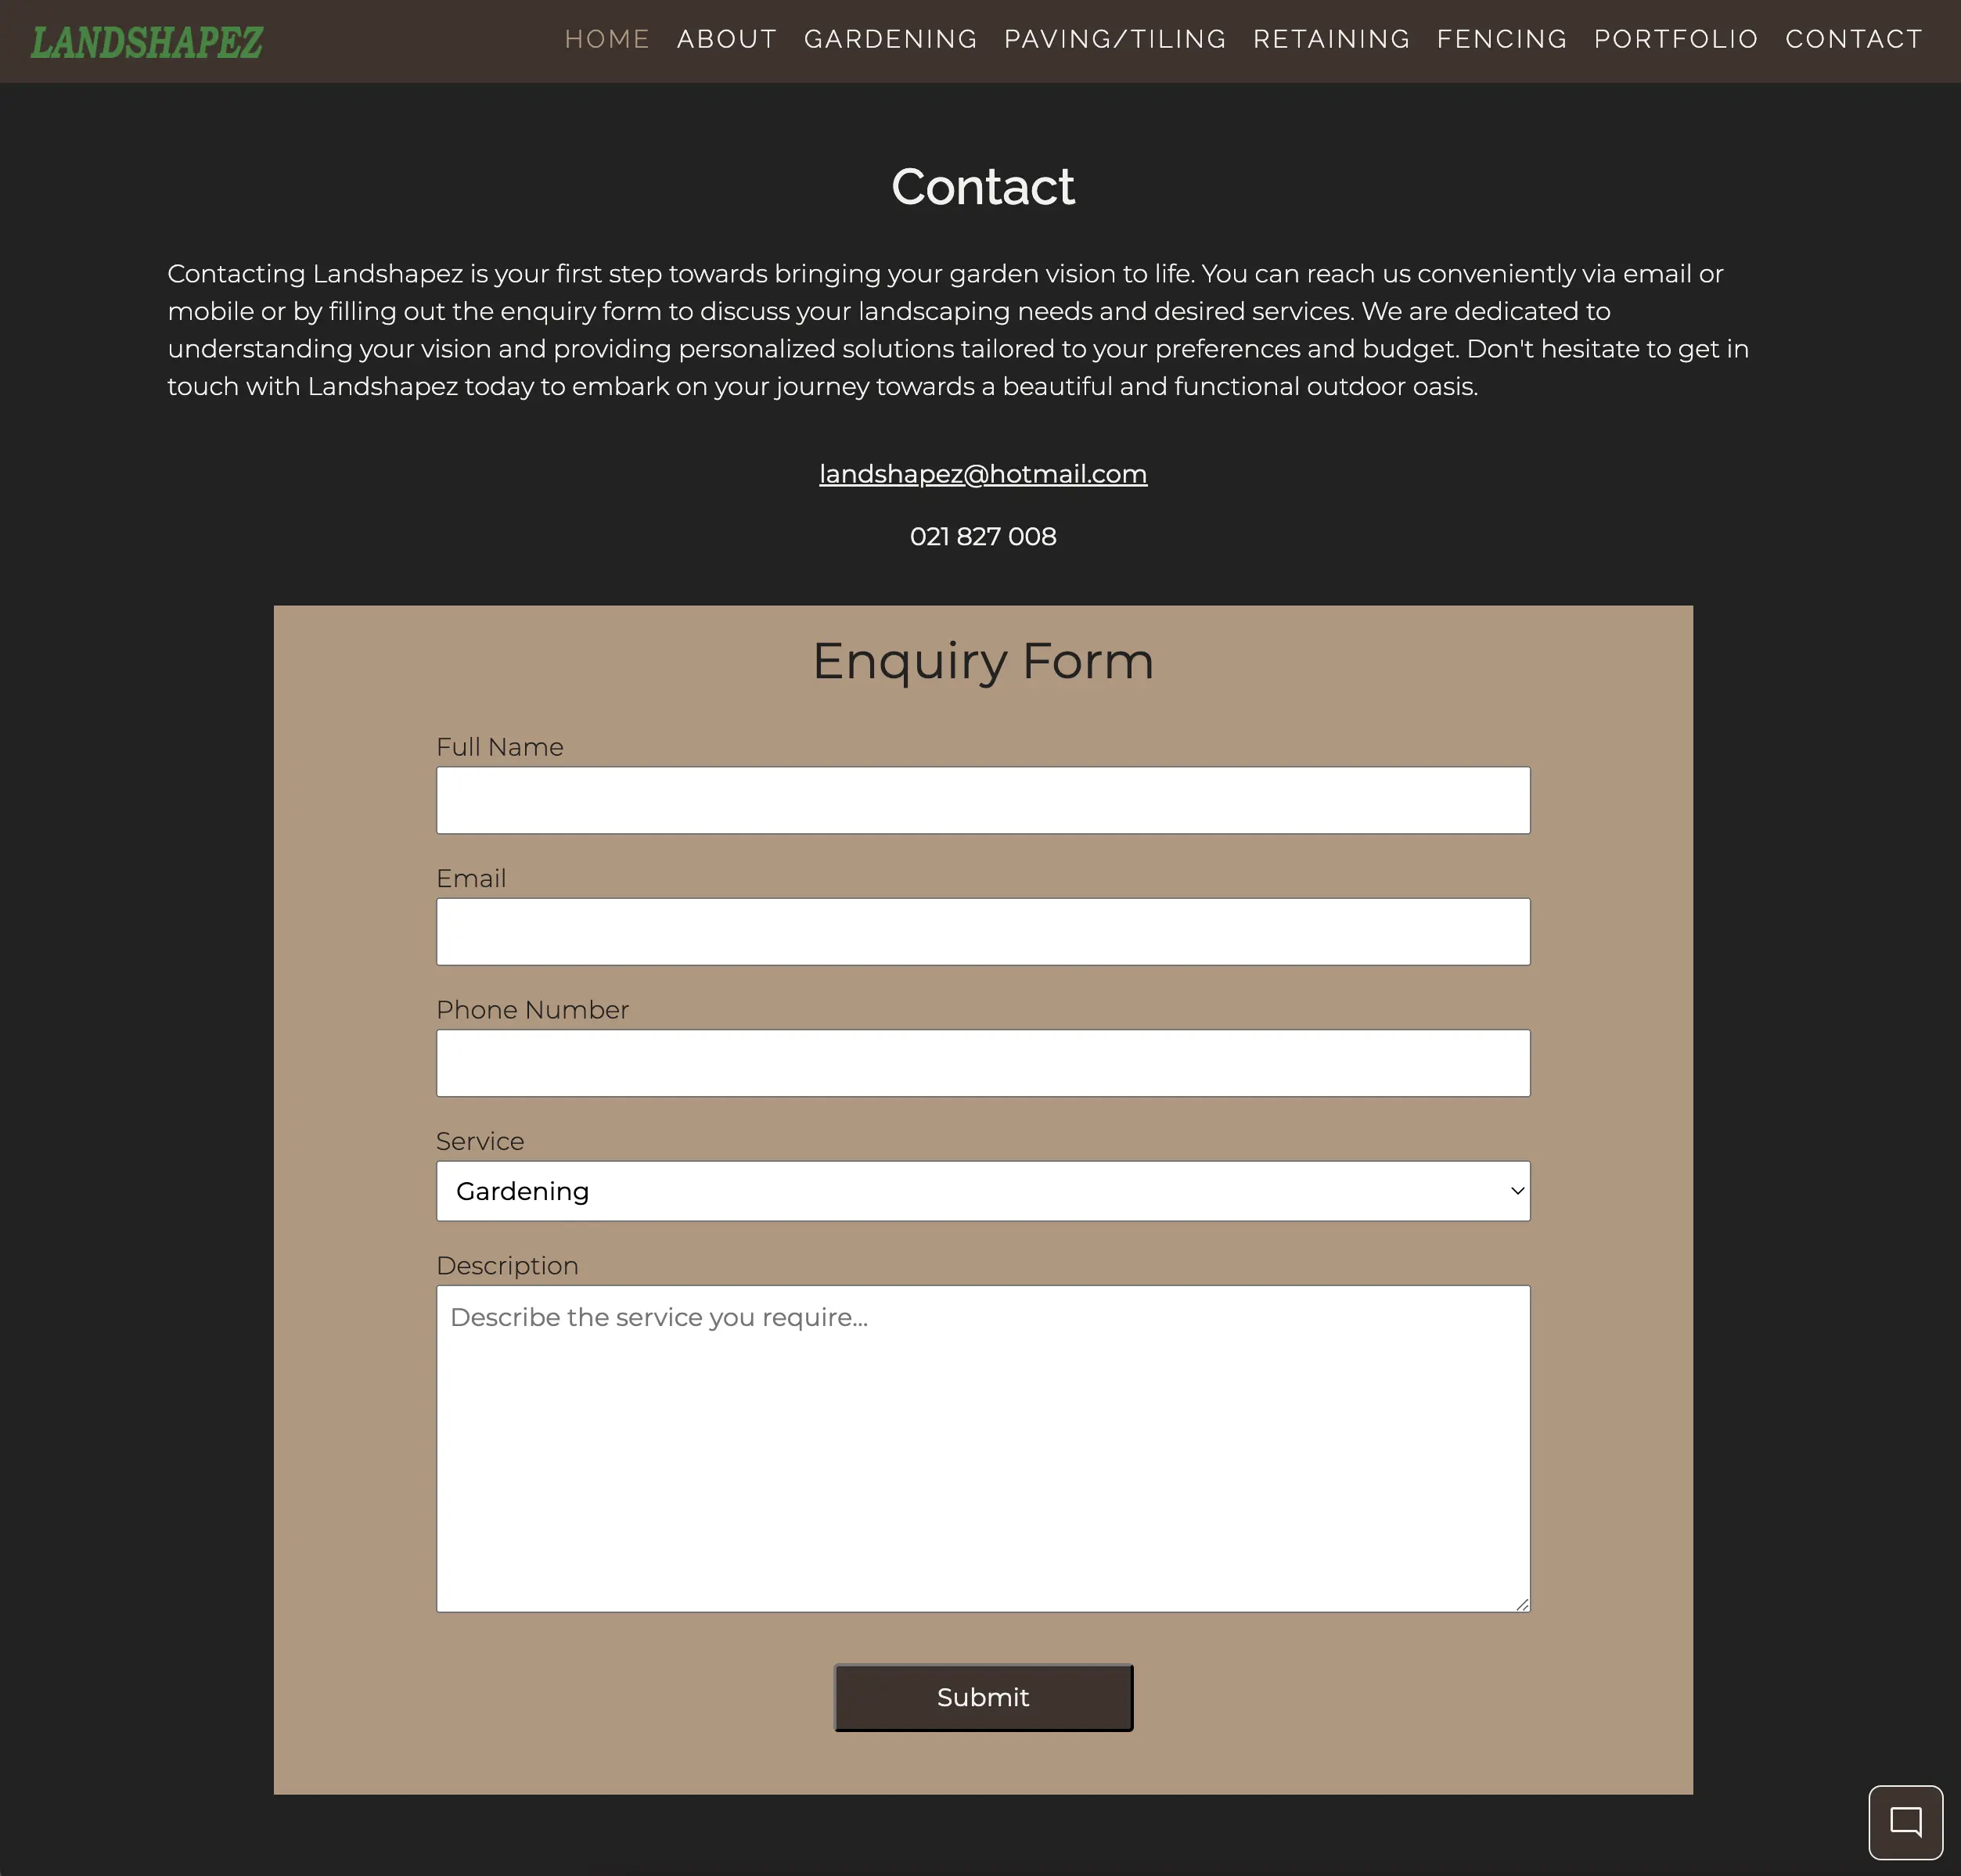 LANDSHAPEZ
HOME ABOUT GARDENING PAVING/TILING RETAINING FENCING PORTFOLIO CONTACT
Contact
Contacting Landshapez is your first step towards bringing your garden vision to life. You can reach us conveniently via email or
mobile or by filling out the enquiry form to discuss your landscaping needs and desired services. We are dedicated to
understanding your vision and providing personalized solutions tailored to your preferences and budget. Don't hesitate to get in
touch with Landshapez today to embark on your journey towards a beautiful and functional outdoor oasis.
landshapez@hotmail.com
021 827 008
Enquiry Form
Full Name
Email
Phone Number
Service
Gardening
Description
Describe the service you require...
Submit